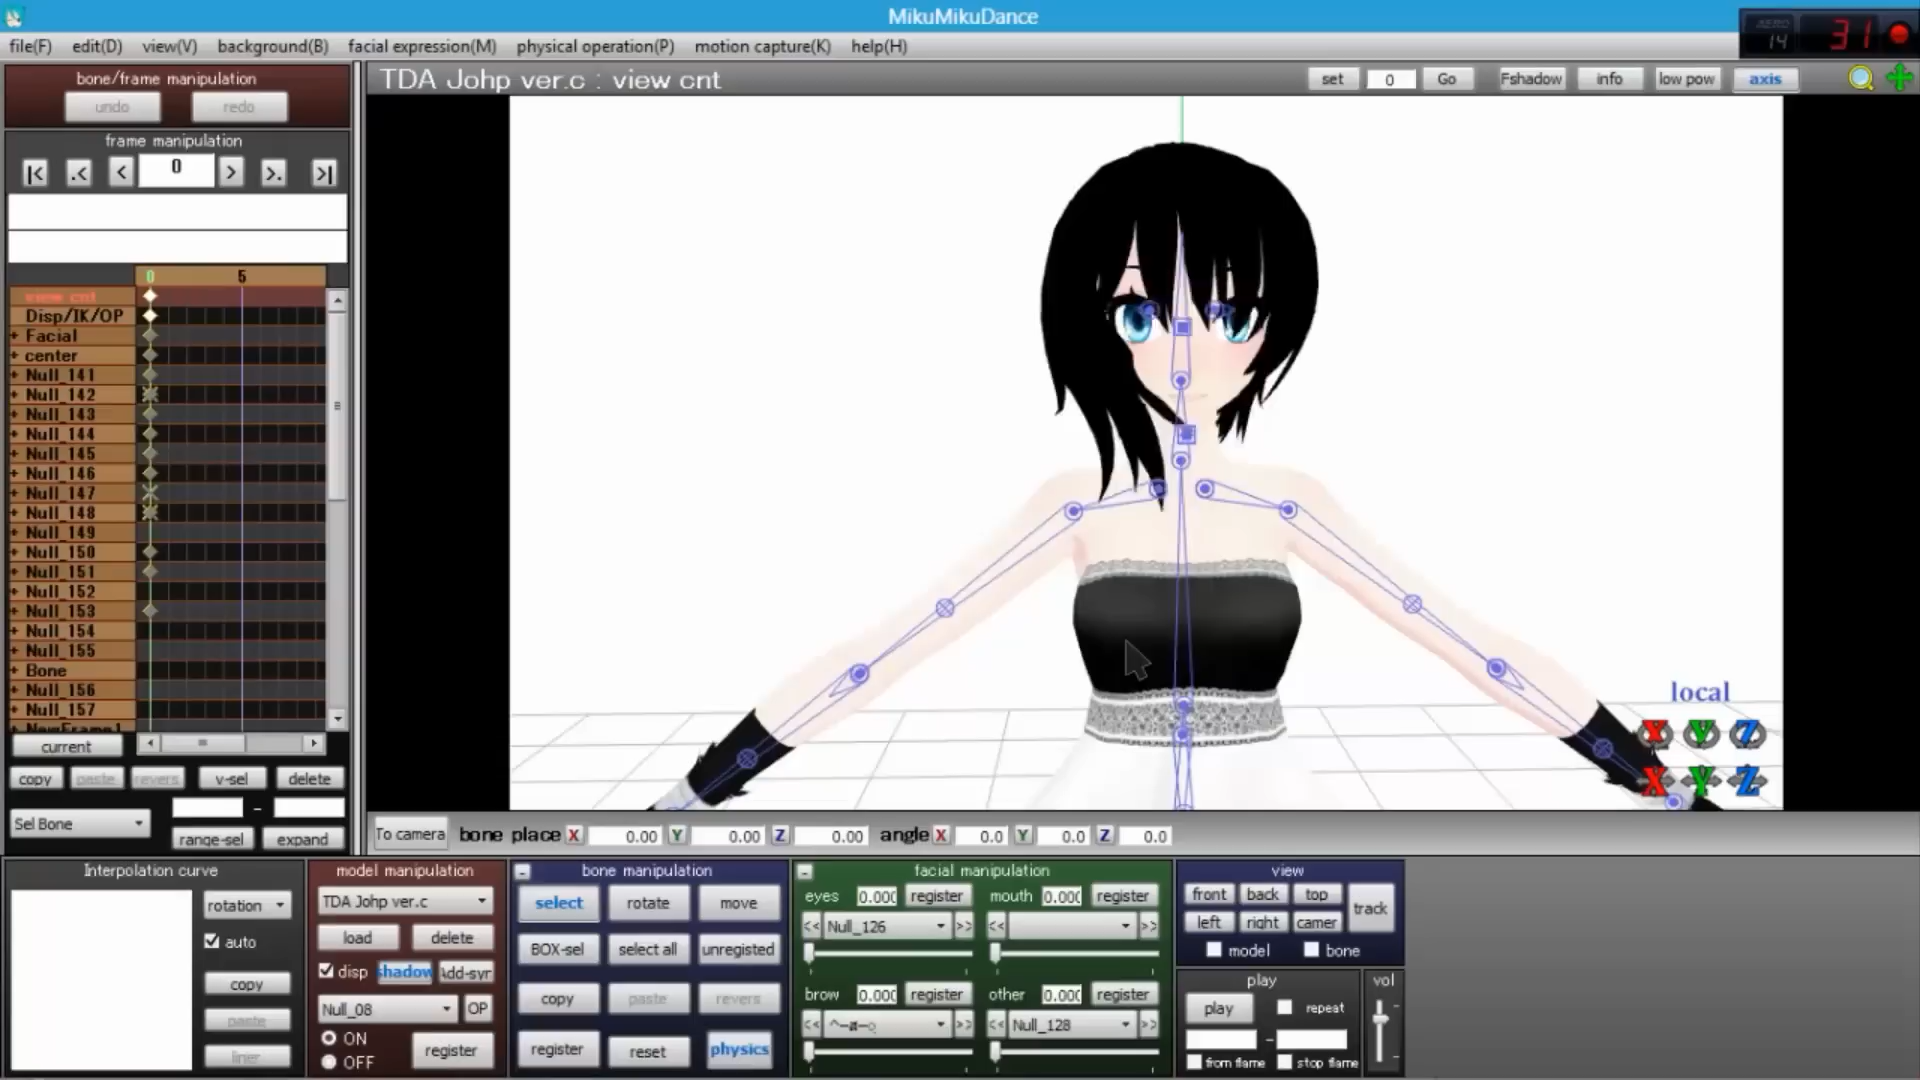 MikuMikuDance
14 31
file(F) edit(D) view(V) background(B) facial expression(M) physical operation(P) motion capture(K) help(H)
bone/frame manipulation
undo redo
TDA Johp ver.c : view cnt
set 0 Go Fshadow info low pow axis
frame manipulation
|< .< < 0 > >. >|
0 5
view cnt
Disp/IK/OP
+ Facial
+ center
+ Null_141
+ Null_142
+ Null_143
+ Null_144
+ Null_145
+ Null_146
+ Null_147
+ Null_148
+ Null_149
+ Null_150
+ Null_151
+ Null_152
+ Null_153
+ Null_154
+ Null_155
+ Bone
+ Null_156
+ Null_157
+ NewFrame1
current
copy paste revers v-sel delete
-
Sel Bone range-sel expand
local
X Y Z
X Y Z
To camera bone place X 0.00 Y 0.00 Z 0.00 angle X 0.0 Y 0.0 Z 0.0
Interpolation curve
rotation
auto
copy
paste
linier
model manipulation
TDA Johp ver.c
load delete
disp shadow Add-syn
Null_08 OP
ON
OFF
register
- bone manipulation
select rotate move
BOX-sel select all unregisted
copy paste revers
register reset physics
- facial manipulation
eyes 0.000 register mouth 0.000 register
<< Null_126 >> << >>
brow 0.000 register other 0.000 register
<< >> << Null_128 >>
view
front back top track
left right camer
model bone
play
play repeat
-
from flame stop flame
vol